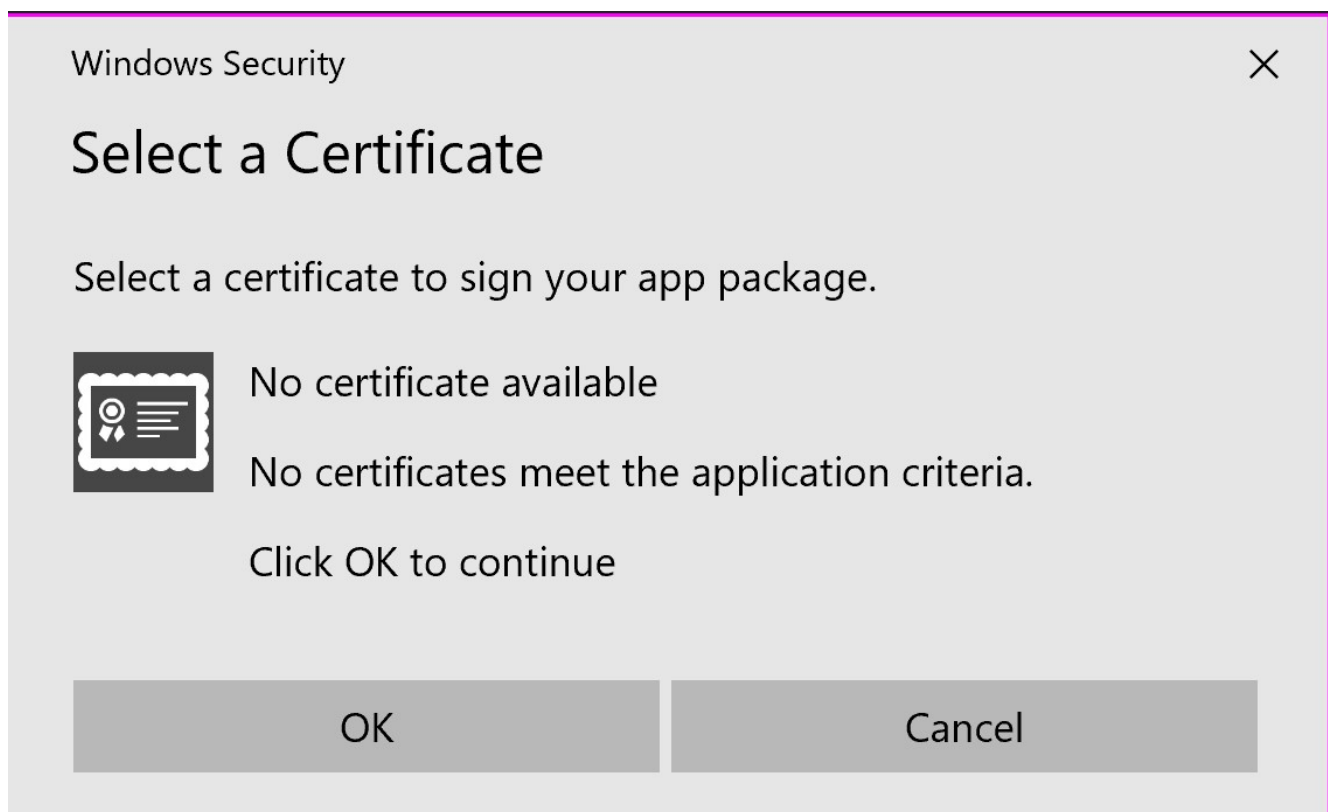 Windows Security
Select a Certificate
Select a certificate to sign your app package.
No certificate available
No certificates meet the application criteria.
Click OK to continue
OK
Cancel